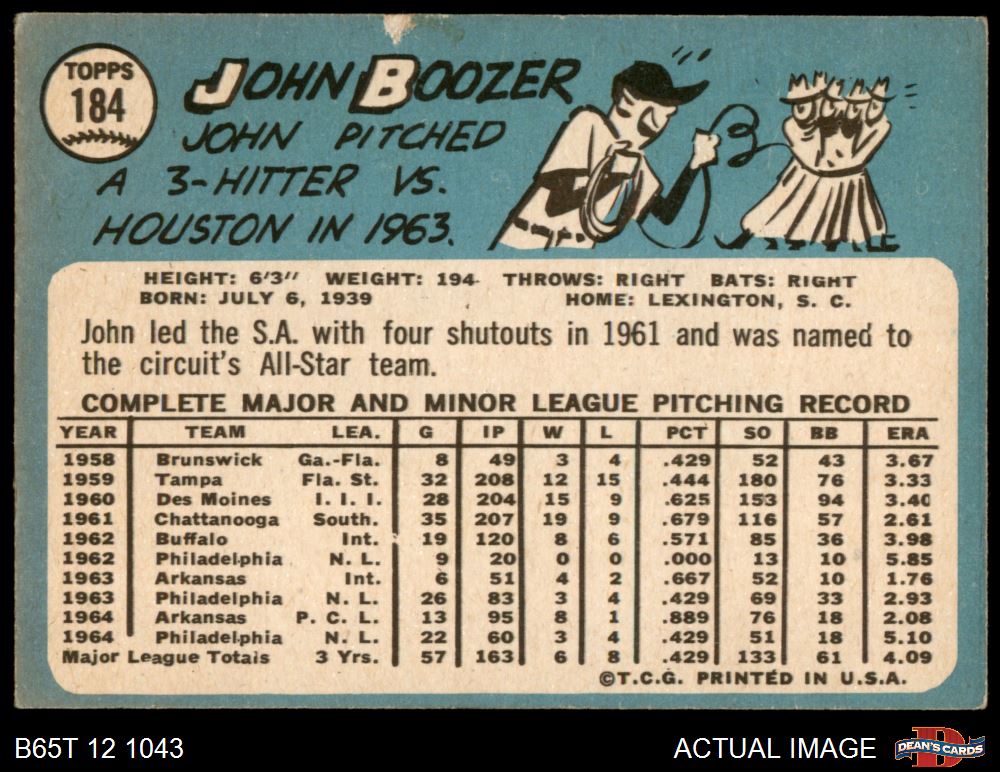 TOPPS
184
JOHN BOOZER
JOHN PITCHED
A 3-HITTER VS.
HOUSTON IN 1963.
HEIGHT: 6'3" WEIGHT: 194 THROWS: RIGHT BATS: RIGHT
BORN: JULY 6, 1939 HOME: LEXINGTON, S. C.
John led the S.A. with four shutouts in 1961 and was named to
the circuit's All-Star team.
COMPLETE MAJOR AND MINOR LEAGUE PITCHING RECORD
YEAR TEAM LEA. G IP W L PCT SO BB ERA
1958 Brunswick Ga.-Fla. 8 49 3 4 .429 52 43 3.67
1959 Tampa Fla. St. 32 208 12 15 .444 180 76 3.33
1960 Des Moines I. I. I. 28 204 15 9 .625 153 94 3.40
1961 Chattanooga South. 35 207 19 9 .679 116 57 2.61
1962 Buffalo Int. 19 120 8 6 .571 85 36 3.98
1962 Philadelphia N. L. 9 20 0 0 .000 13 10 5.85
1963 Arkansas Int. 6 51 4 2 .667 52 10 1.76
1963 Philadelphia N. L. 26 83 3 4 .429 69 33 2.93
1964 Arkansas P. C. L. 13 95 8 1 .889 76 18 2.08
1964 Philadelphia N. L. 22 60 3 4 .429 51 18 5.10
Major League Totals 3 Yrs. 57 163 6 8 .429 133 61 4.09
©T.C.G. PRINTED IN U.S.A.
B65T 12 1043 ACTUAL IMAGE DEAN'S CARDS